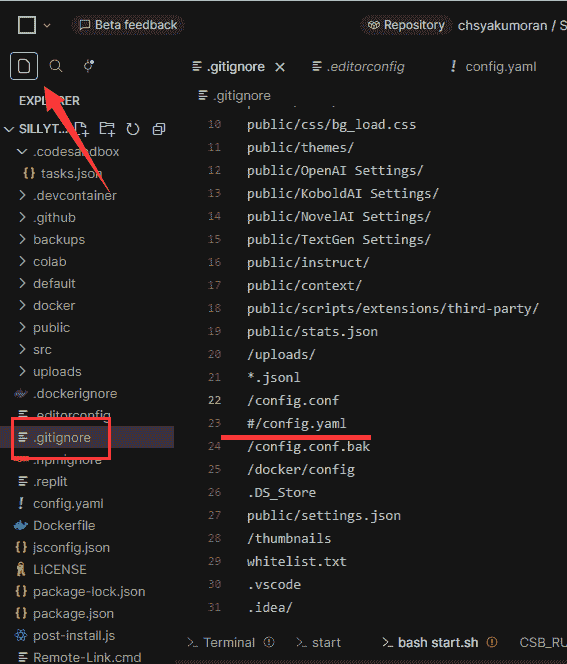 Beta feedback
Repository
chsyakumoran / S
.gitignore
.editorconfig
! config.yaml
EXPLORER
.gitignore
SILLYT...
.codesandbox
{} tasks.json
.devcontainer
.github
backups
colab
default
docker
public
src
uploads
.dockerignore
.editorconfig
.gitignore
.npmignore
.replit
! config.yaml
Dockerfile
{} jsconfig.json
LICENSE
{} package-lock.json
{} package.json
post-install.js
Remote-Link.cmd
10 public/css/bg_load.css
11 public/themes/
12 public/OpenAI Settings/
13 public/KoboldAI Settings/
14 public/NovelAI Settings/
15 public/TextGen Settings/
16 public/instruct/
17 public/context/
18 public/scripts/extensions/third-party/
19 public/stats.json
20 /uploads/
21 *.jsonl
22 /config.conf
23 #/config.yaml
24 /config.conf.bak
25 /docker/config
26 .DS_Store
27 public/settings.json
28 /thumbnails
29 whitelist.txt
30 .vscode
31 .idea/
Terminal
start
bash start.sh
CSB_RU